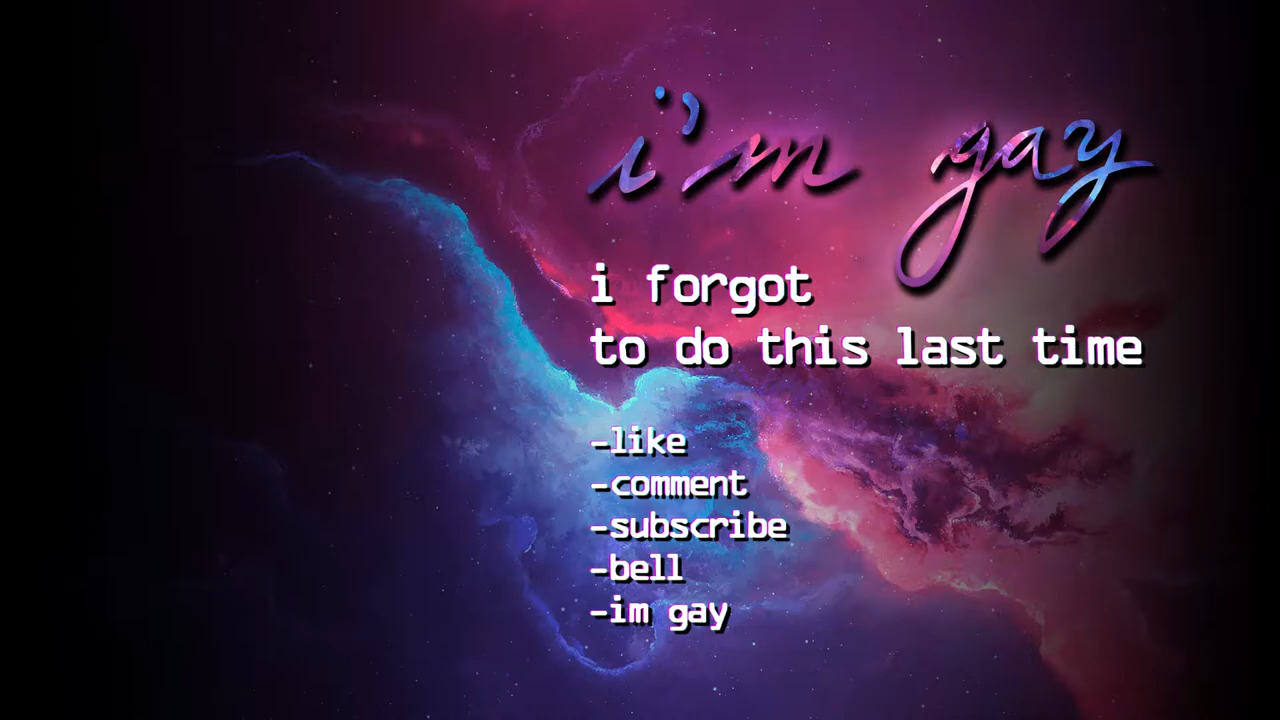 i'm gay
i forgot
to do this last time
-like
-comment
-subscribe
-bell
-im gay